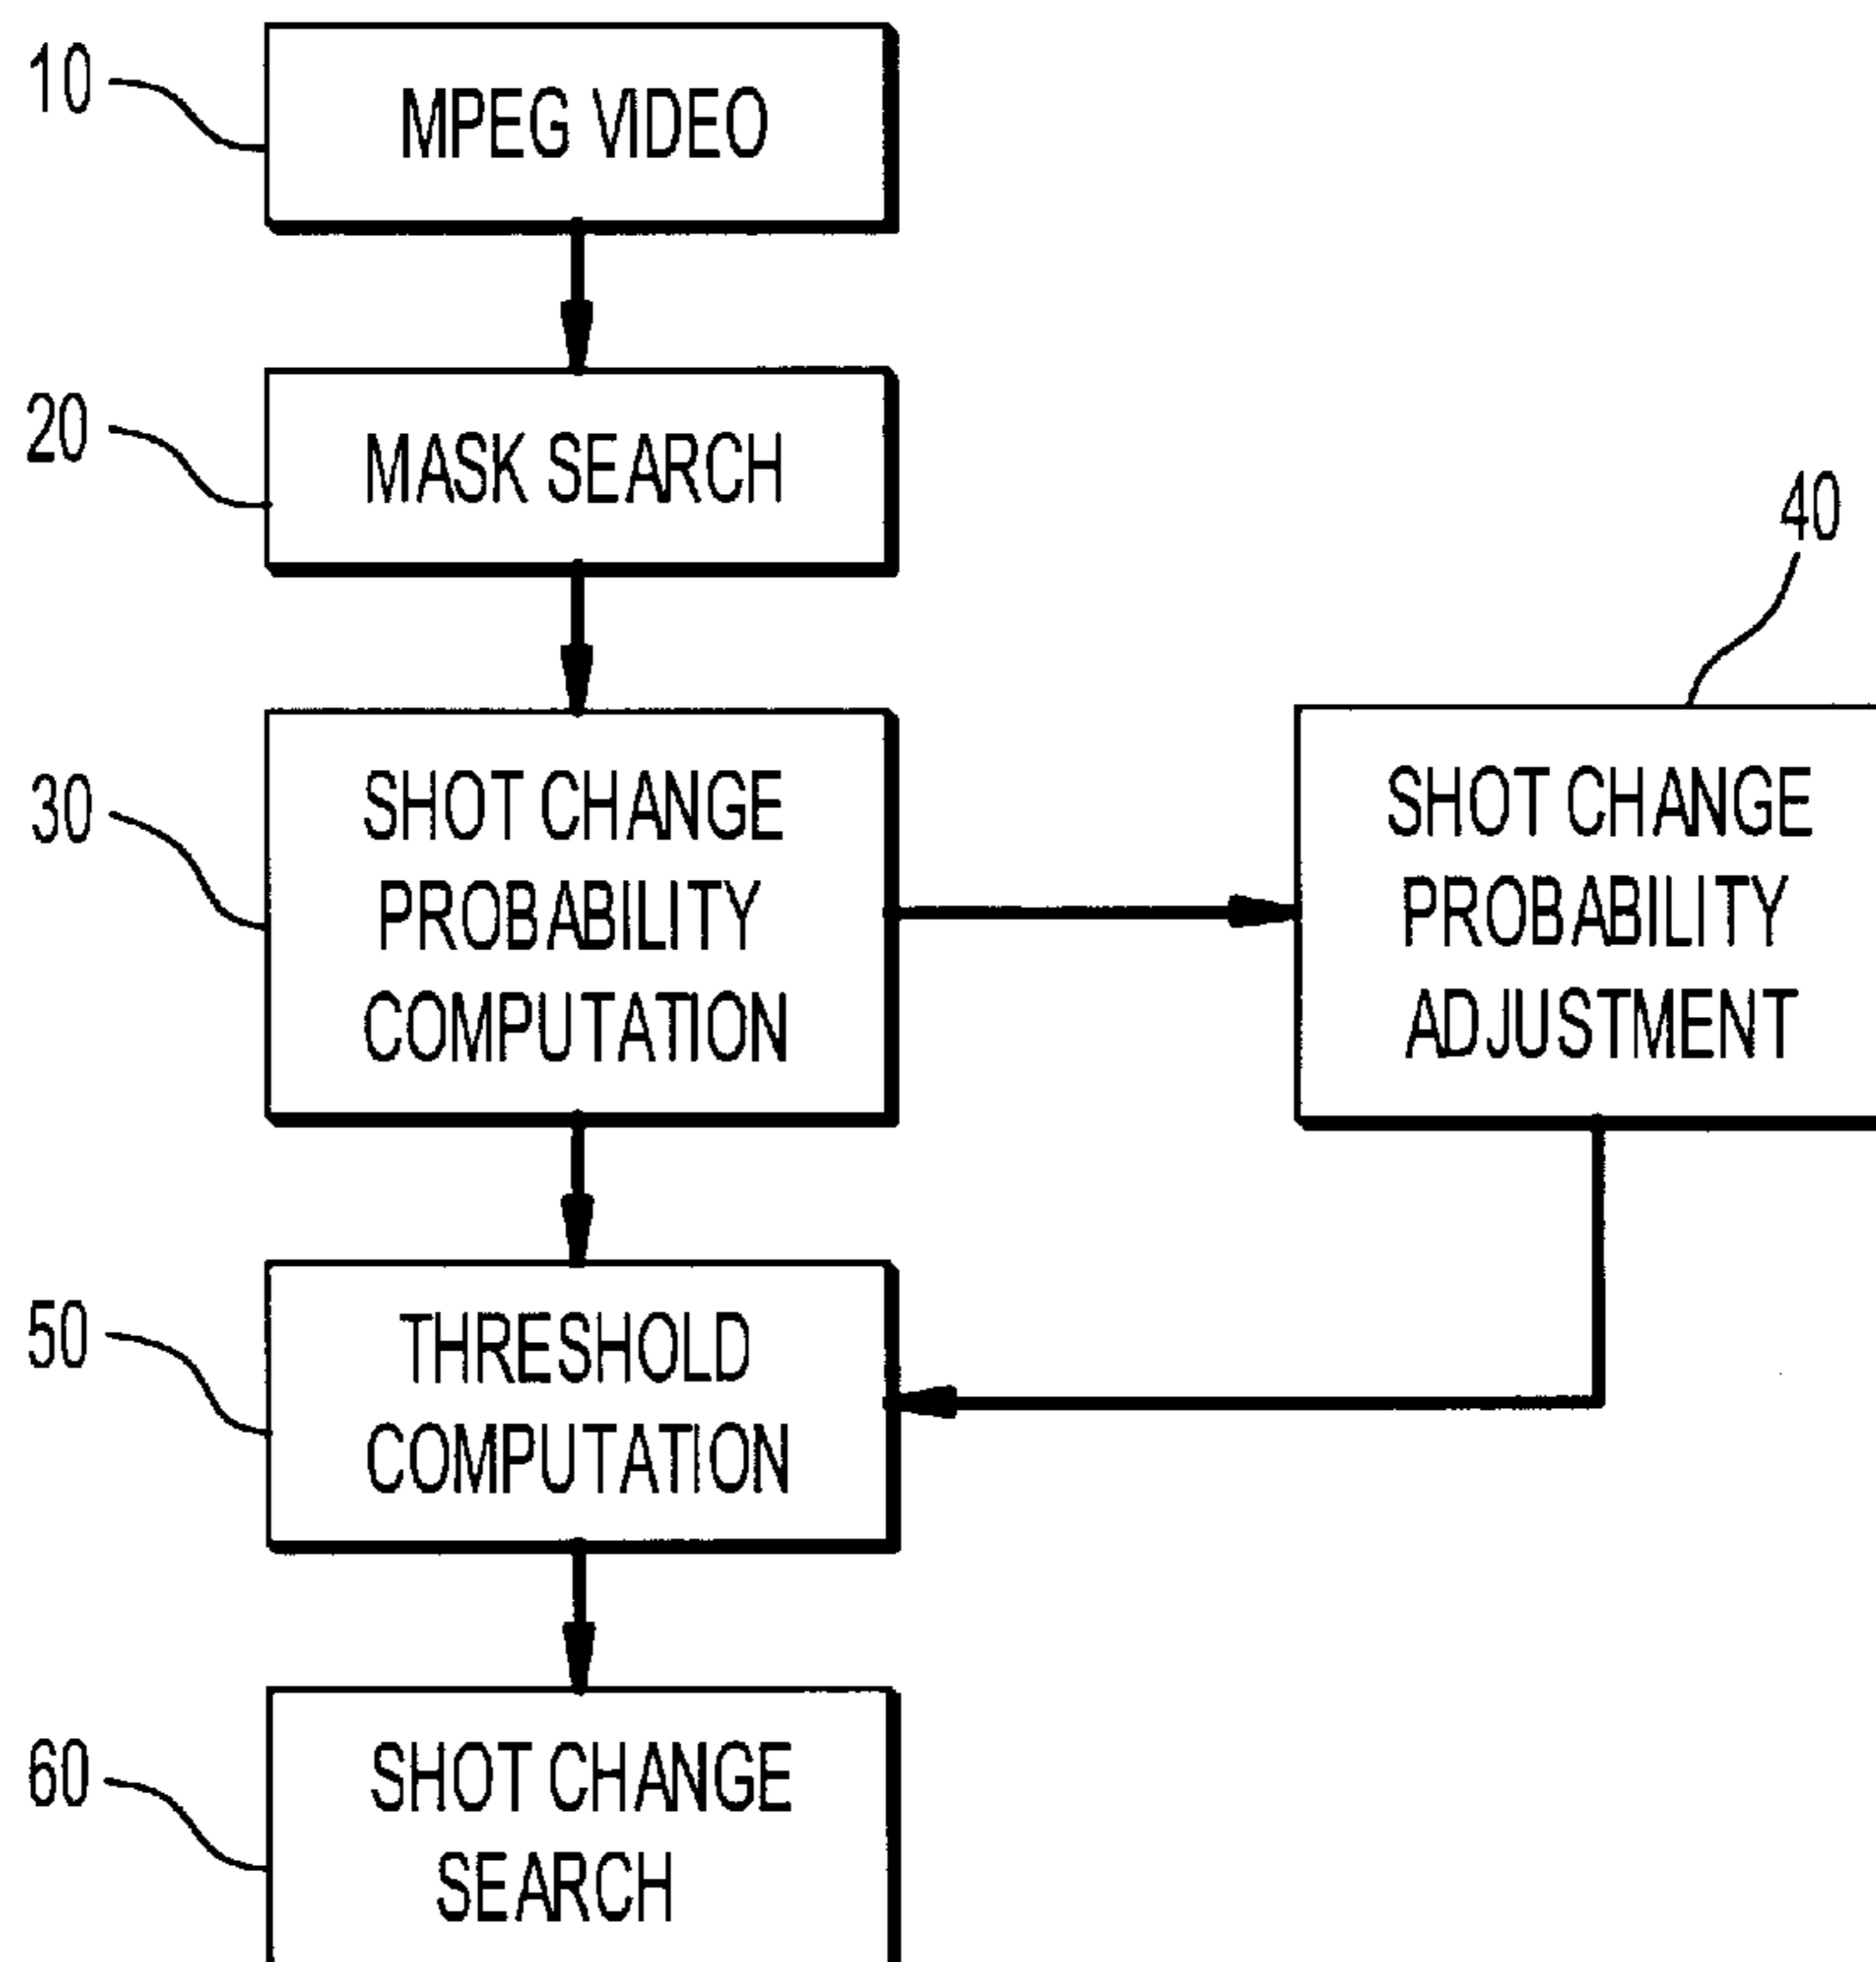 10
MPEG VIDEO
20
MASK SEARCH
30
SHOT CHANGE
PROBABILITY
COMPUTATION
40
SHOT CHANGE
PROBABILITY
ADJUSTMENT
50
THRESHOLD
COMPUTATION
60
SHOT CHANGE
SEARCH